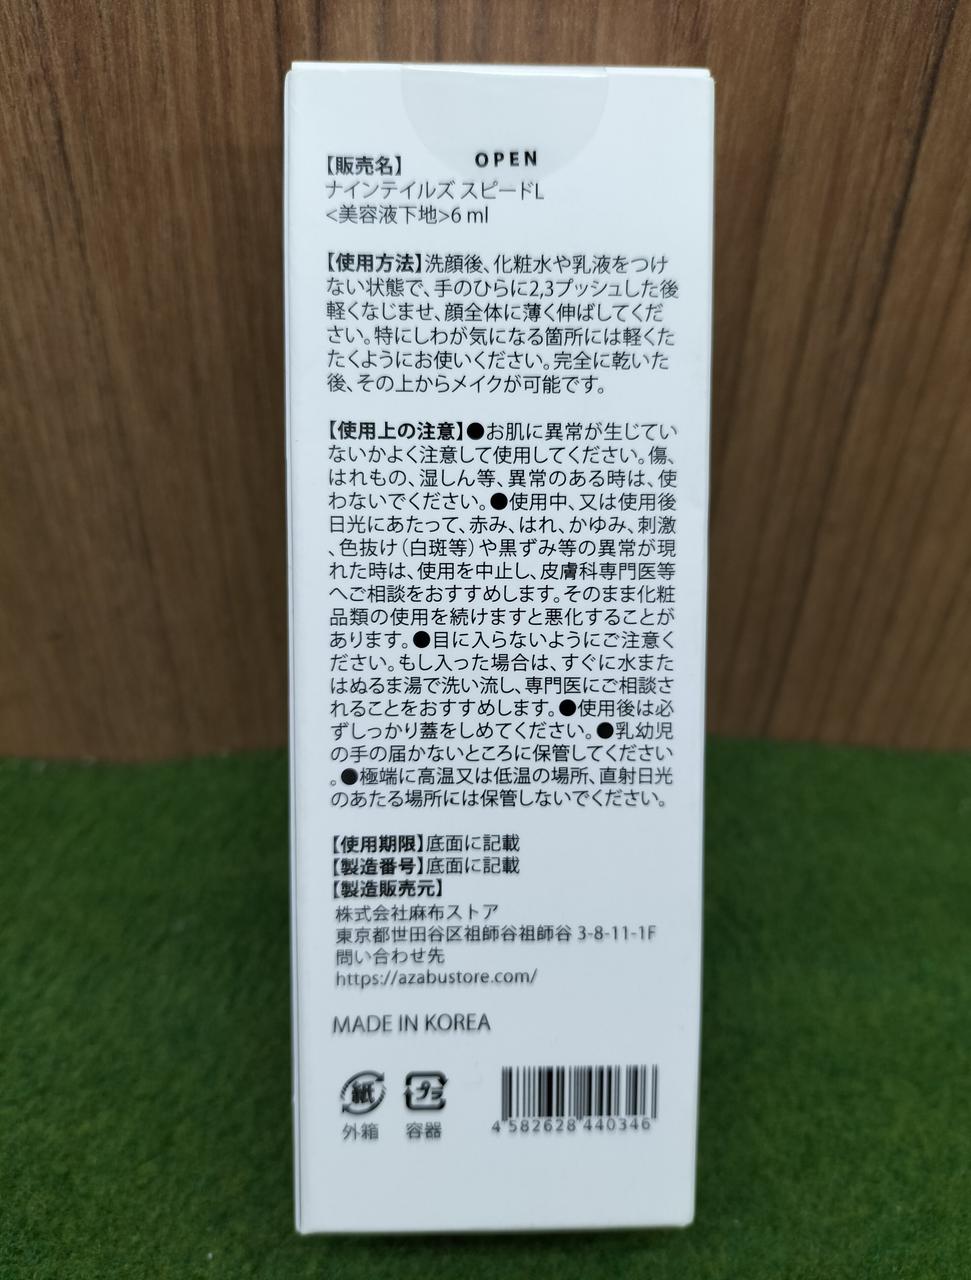 OPEN
【販売名】
ナインテイルズ スピードL
<美容液下地>6 ml
【使用方法】洗顔後、化粧水や乳液をつけ
ない状態で、手のひらに2,3プッシュした後
軽くなじませ、顔全体に薄く伸ばしてくだ
さい。特にしわが気になる箇所には軽くた
たくようにお使いください。完全に乾いた
後、その上からメイクが可能です。
【使用上の注意】●お肌に異常が生じてい
ないかよく注意して使用してください。傷、
はれもの、湿しん等、異常のある時は、使
わないでください。●使用中、又は使用後
日光にあたって、赤み、はれ、かゆみ、刺激
、色抜け（白斑等）や黒ずみ等の異常が現
れた時は、使用を中止し、皮膚科専門医等
へご相談をおすすめします。そのまま化粧
品類の使用を続けますと悪化することが
あります。●目に入らないようにご注意く
ださい。もし入った場合は、すぐに水また
はぬるま湯で洗い流し、専門医にご相談さ
れることをおすすめします。●使用後は必
ずしっかり蓋をしめてください。●乳幼児
の手の届かないところに保管してください
。●極端に高温又は低温の場所、直射日光
のあたる場所には保管しないでください。
【使用期限】底面に記載
【製造番号】底面に記載
【製造販売元】
株式会社麻布ストア
東京都世田谷区祖師谷祖師谷 3-8-11-1F
問い合わせ先
https://azabustore.com/
MADE IN KOREA
紙 プラ
外箱 容器
4 582628 440346